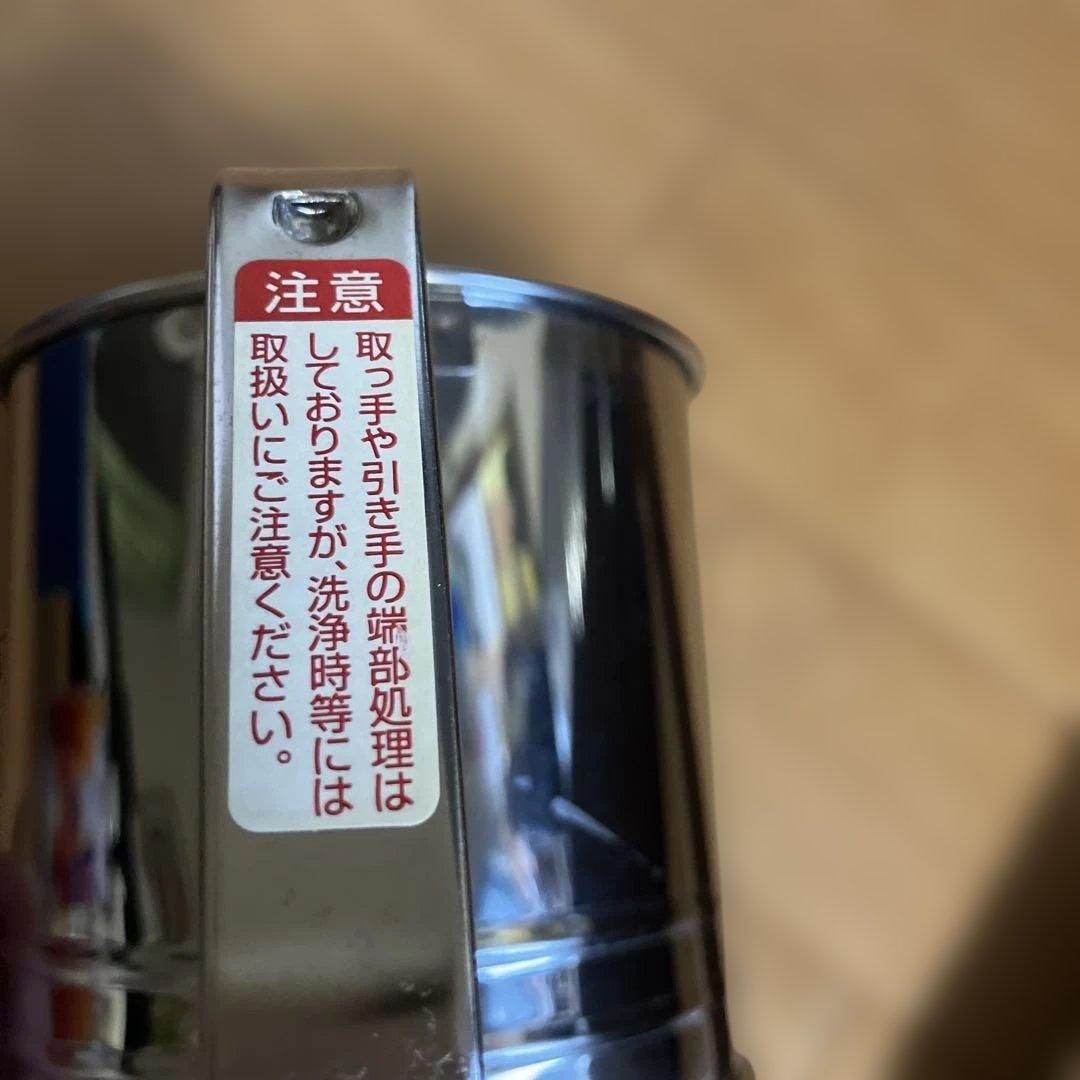 注意
取っ手や引き手の端部処理は
しておりますが、洗浄時等には
取扱いにご注意ください。